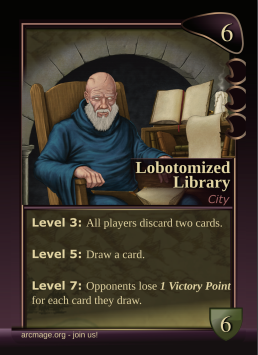 6
Lobotomized
Library
City
Level 3: All players discard two cards.
Level 5: Draw a card.
Level 7: Opponents lose 1 Victory Point
for each card they draw.
6
arcmage.org - join us!